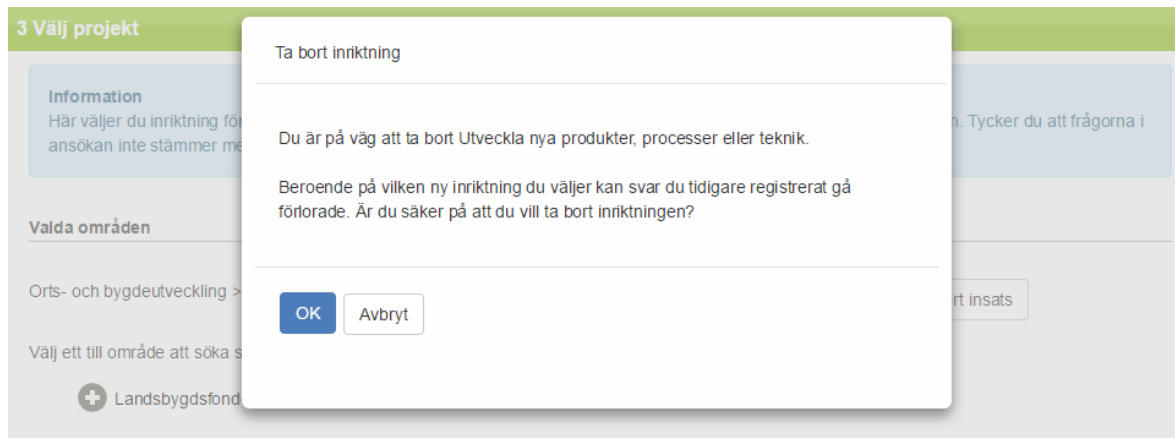 3 Välj projekt
Ta bort inriktning
Information
Här väljer du inriktning för
n. Tycker du att frågorna i
ansökan inte stämmer me
Du är på väg att ta bort Utveckla nya produkter, processer eller teknik.
Beroende på vilken ny inriktning du väljer kan svar du tidigare registrerat gå
förlorade. Är du säker på att du vill ta bort inriktningen?
Valda områden
Orts- och bygdeutveckling >
rt insats
OK
Avbryt
Välj ett till område att söka s
Landsbygdsfond